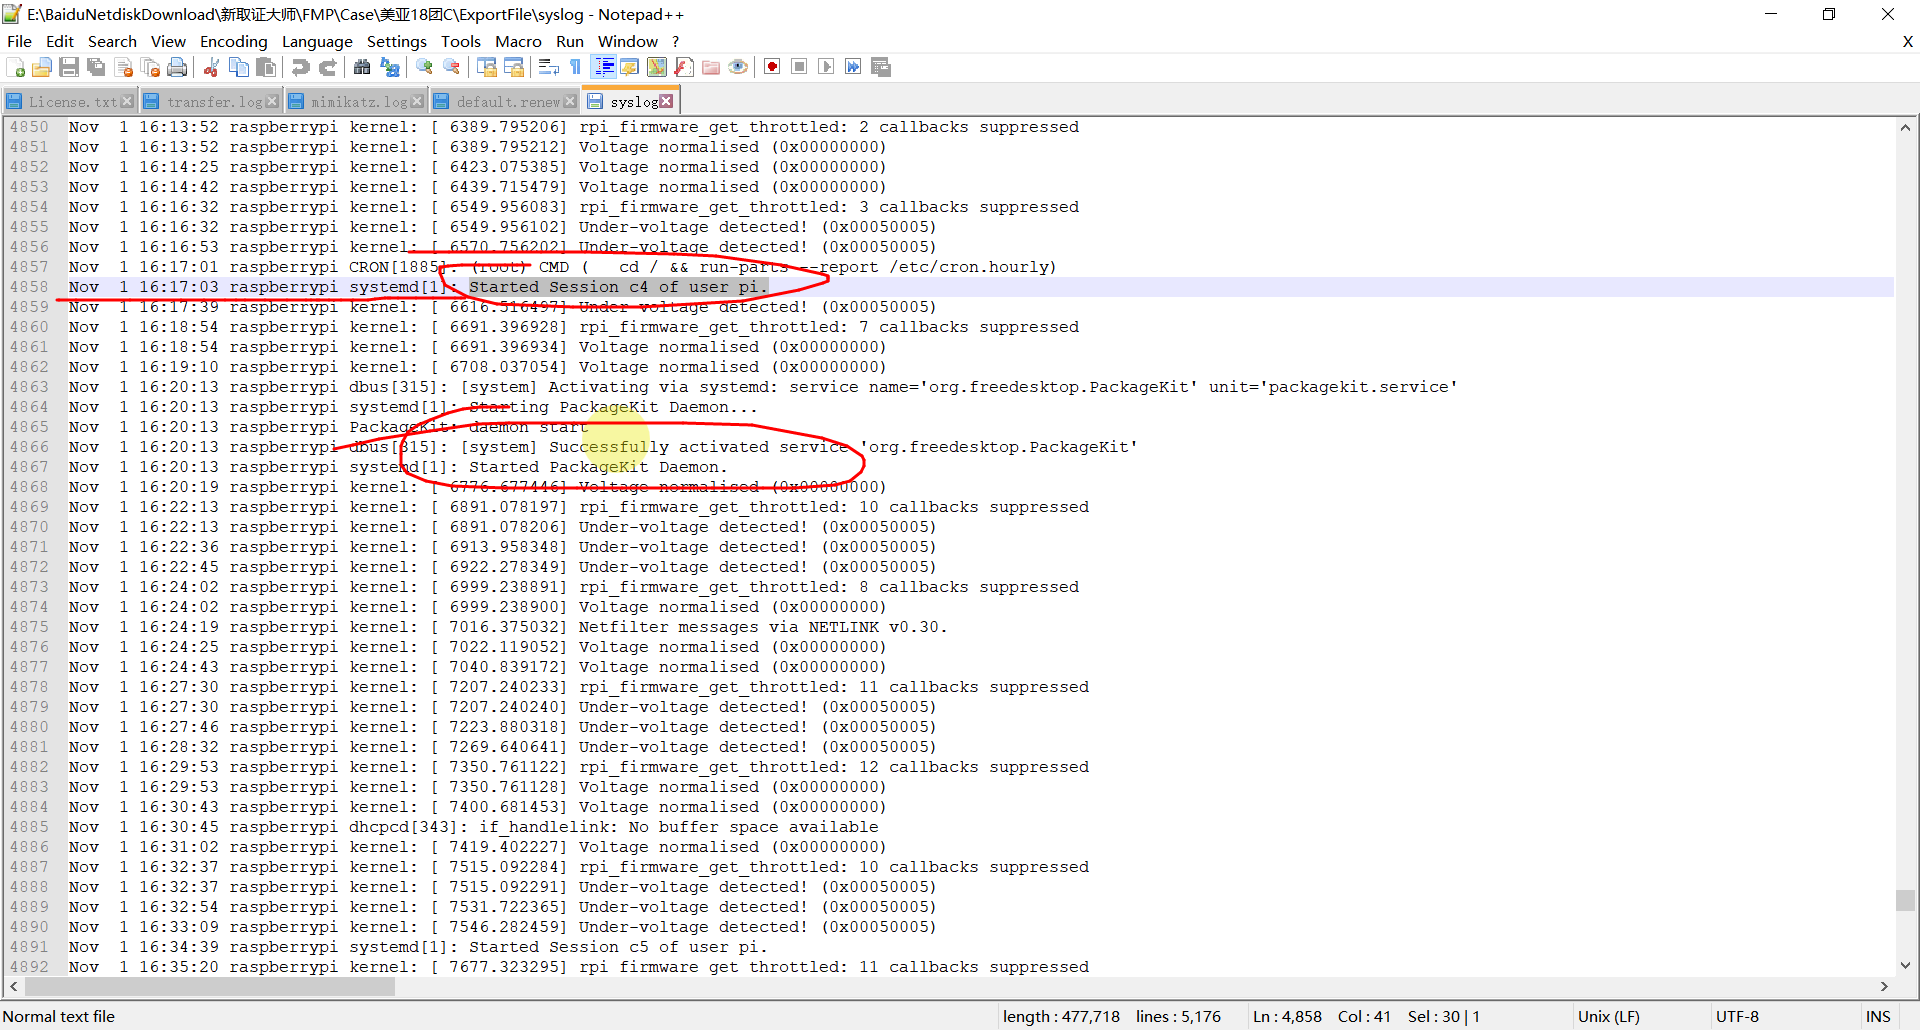 E:\BaiduNetdiskDownload\新取证大师\FMP\Case\美亚18团C\ExportFile\syslog - Notepad++
File Edit Search View Encoding Language Settings Tools Macro Run Window ? X
License.txt transfer.log mimikatz.log default.renew syslog
4850 Nov  1 16:13:52 raspberrypi kernel: [ 6389.795206] rpi_firmware_get_throttled: 2 callbacks suppressed
4851 Nov  1 16:13:52 raspberrypi kernel: [ 6389.795212] Voltage normalised (0x00000000)
4852 Nov  1 16:14:25 raspberrypi kernel: [ 6423.075385] Voltage normalised (0x00000000)
4853 Nov  1 16:14:42 raspberrypi kernel: [ 6439.715479] Voltage normalised (0x00000000)
4854 Nov  1 16:16:32 raspberrypi kernel: [ 6549.956083] rpi_firmware_get_throttled: 3 callbacks suppressed
4855 Nov  1 16:16:32 raspberrypi kernel: [ 6549.956102] Under-voltage detected! (0x00050005)
4856 Nov  1 16:16:53 raspberrypi kernel: [ 6570.756202] Under-voltage detected! (0x00050005)
4857 Nov  1 16:17:01 raspberrypi CRON[1885]: (root) CMD (   cd / && run-parts --report /etc/cron.hourly)
4858 Nov  1 16:17:03 raspberrypi systemd[1]: Started Session c4 of user pi.
4859 Nov  1 16:17:39 raspberrypi kernel: [ 6616.516497] Under-voltage detected! (0x00050005)
4860 Nov  1 16:18:54 raspberrypi kernel: [ 6691.396928] rpi_firmware_get_throttled: 7 callbacks suppressed
4861 Nov  1 16:18:54 raspberrypi kernel: [ 6691.396934] Voltage normalised (0x00000000)
4862 Nov  1 16:19:10 raspberrypi kernel: [ 6708.037054] Voltage normalised (0x00000000)
4863 Nov  1 16:20:13 raspberrypi dbus[315]: [system] Activating via systemd: service name='org.freedesktop.PackageKit' unit='packagekit.service'
4864 Nov  1 16:20:13 raspberrypi systemd[1]: Starting PackageKit Daemon...
4865 Nov  1 16:20:13 raspberrypi PackageKit: daemon start
4866 Nov  1 16:20:13 raspberrypi dbus[315]: [system] Successfully activated service 'org.freedesktop.PackageKit'
4867 Nov  1 16:20:13 raspberrypi systemd[1]: Started PackageKit Daemon.
4868 Nov  1 16:20:19 raspberrypi kernel: [ 6776.677446] Voltage normalised (0x00000000)
4869 Nov  1 16:22:13 raspberrypi kernel: [ 6891.078197] rpi_firmware_get_throttled: 10 callbacks suppressed
4870 Nov  1 16:22:13 raspberrypi kernel: [ 6891.078206] Under-voltage detected! (0x00050005)
4871 Nov  1 16:22:36 raspberrypi kernel: [ 6913.958348] Under-voltage detected! (0x00050005)
4872 Nov  1 16:22:45 raspberrypi kernel: [ 6922.278349] Under-voltage detected! (0x00050005)
4873 Nov  1 16:24:02 raspberrypi kernel: [ 6999.238891] rpi_firmware_get_throttled: 8 callbacks suppressed
4874 Nov  1 16:24:02 raspberrypi kernel: [ 6999.238900] Voltage normalised (0x00000000)
4875 Nov  1 16:24:19 raspberrypi kernel: [ 7016.375032] Netfilter messages via NETLINK v0.30.
4876 Nov  1 16:24:25 raspberrypi kernel: [ 7022.119052] Voltage normalised (0x00000000)
4877 Nov  1 16:24:43 raspberrypi kernel: [ 7040.839172] Voltage normalised (0x00000000)
4878 Nov  1 16:27:30 raspberrypi kernel: [ 7207.240233] rpi_firmware_get_throttled: 11 callbacks suppressed
4879 Nov  1 16:27:30 raspberrypi kernel: [ 7207.240240] Under-voltage detected! (0x00050005)
4880 Nov  1 16:27:46 raspberrypi kernel: [ 7223.880318] Under-voltage detected! (0x00050005)
4881 Nov  1 16:28:32 raspberrypi kernel: [ 7269.640641] Under-voltage detected! (0x00050005)
4882 Nov  1 16:29:53 raspberrypi kernel: [ 7350.761122] rpi_firmware_get_throttled: 12 callbacks suppressed
4883 Nov  1 16:29:53 raspberrypi kernel: [ 7350.761128] Voltage normalised (0x00000000)
4884 Nov  1 16:30:43 raspberrypi kernel: [ 7400.681453] Voltage normalised (0x00000000)
4885 Nov  1 16:30:45 raspberrypi dhcpcd[343]: if_handlelink: No buffer space available
4886 Nov  1 16:31:02 raspberrypi kernel: [ 7419.402227] Voltage normalised (0x00000000)
4887 Nov  1 16:32:37 raspberrypi kernel: [ 7515.092284] rpi_firmware_get_throttled: 10 callbacks suppressed
4888 Nov  1 16:32:37 raspberrypi kernel: [ 7515.092291] Under-voltage detected! (0x00050005)
4889 Nov  1 16:32:54 raspberrypi kernel: [ 7531.722365] Under-voltage detected! (0x00050005)
4890 Nov  1 16:33:09 raspberrypi kernel: [ 7546.282459] Under-voltage detected! (0x00050005)
4891 Nov  1 16:34:39 raspberrypi systemd[1]: Started Session c5 of user pi.
4892 Nov  1 16:35:20 raspberrypi kernel: [ 7677.323295] rpi_firmware_get_throttled: 11 callbacks suppressed
Normal text file length : 477,718 lines : 5,176 Ln : 4,858 Col : 41 Sel : 30 | 1 Unix (LF) UTF-8 INS